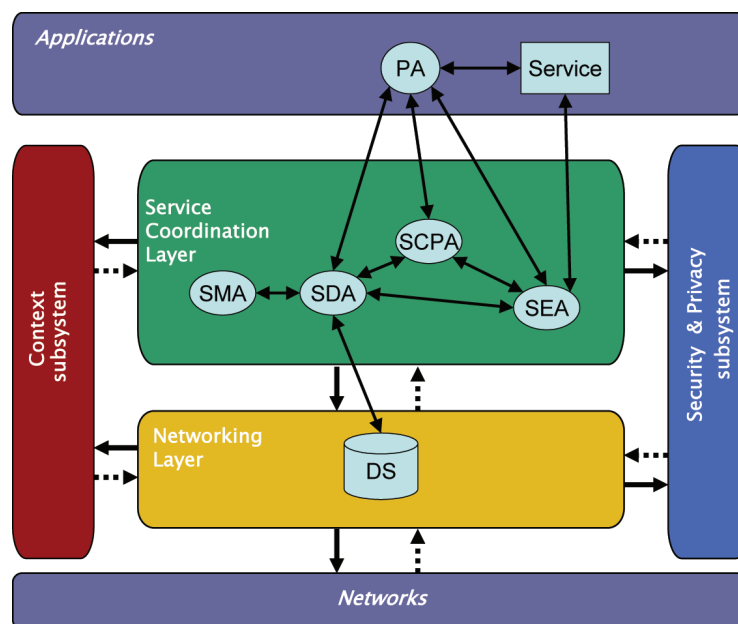 Applications
PA
Service
Service
Coordination
Layer
SCPA
SMA
SDA
SEA
Context
subsystem
Security & Privacy
subsystem
Networking
Layer
DS
Networks